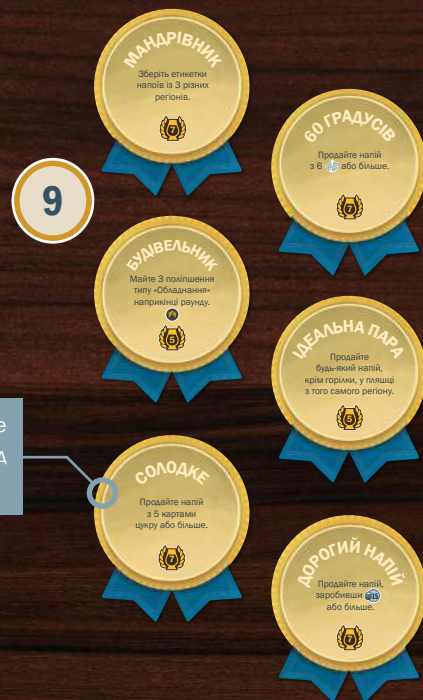 МАНДРІВНИК
Зберіть етикетки
напоїв із 3 різних
регіонів.
7
60 ГРАДУСІВ
Продайте напій
з 6 або більше.
7
9
БУДІВЕЛЬНИК
Майте 3 поліпшення
типу «Обладнання»
наприкінці раунду.
5
ІДЕАЛЬНА ПАРА
Продайте
будь-який напій,
крім горілки, у пляшці
з того самого регіону.
5
е
д
СОЛОДКЕ
Продайте напій
з 5 картами
цукру або більше.
7
ДОРОГИЙ НАПІЙ
Продайте напій,
заробивши 15
або більше.
7